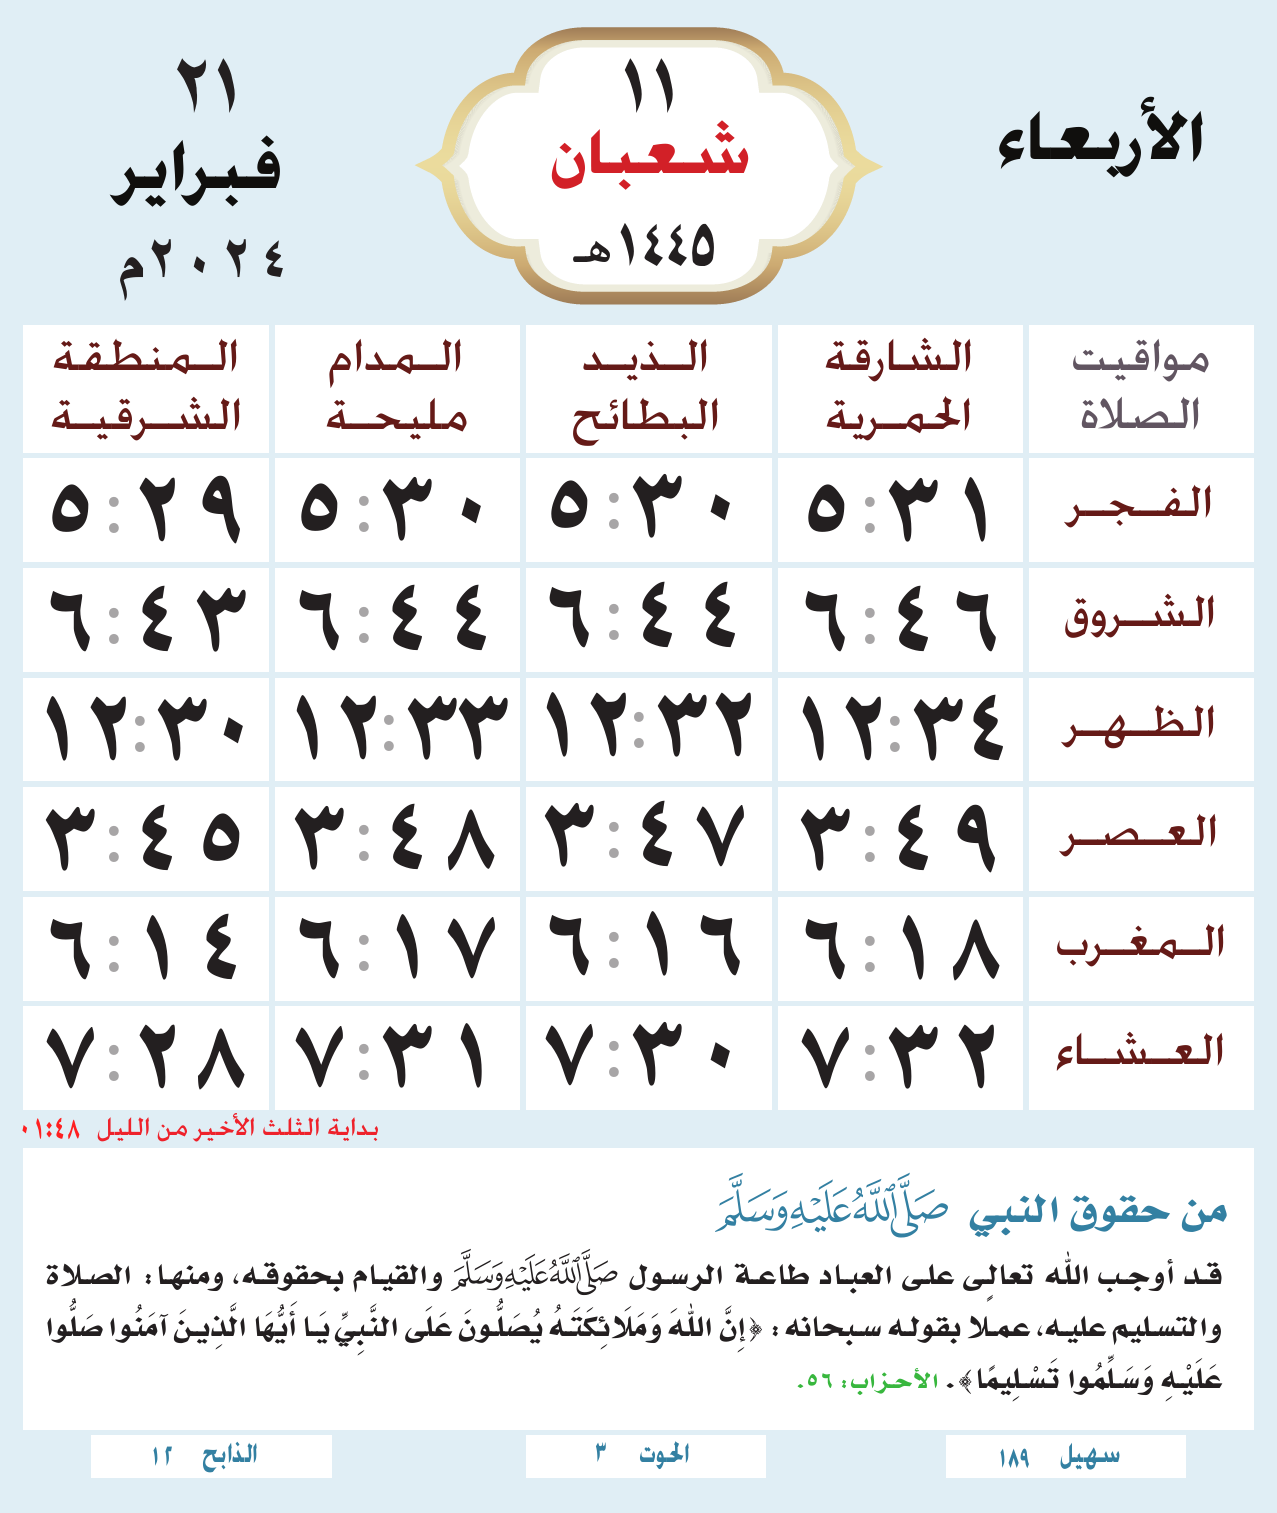 الأربعاء
١١
شعبان
١٤٤٥هـ
٢١
فبراير
٢٠٢٤م
مواقيت الصلاة
الشارقة الحمرية
الذيد البطائح
المدام مليحة
المنطقة الشرقية
الفجر ٥:٣١ ٥:٣٠ ٥:٣٠ ٥:٢٩
الشروق ٦:٤٦ ٦:٤٤ ٦:٤٤ ٦:٤٣
الظهر ١٢:٣٤ ١٢:٣٢ ١٢:٣٣ ١٢:٣٠
العصر ٣:٤٩ ٣:٤٧ ٣:٤٨ ٣:٤٥
المغرب ٦:١٨ ٦:١٦ ٦:١٧ ٦:١٤
العشاء ٧:٣٢ ٧:٣٠ ٧:٣١ ٧:٢٨
بداية الثلث الأخير من الليل ٠١:٤٨
من حقوق النبي صَلَّى اللَّهُ عَلَيْهِ وَسَلَّمَ
قد أوجب الله تعالى على العباد طاعة الرسول صَلَّى اللَّهُ عَلَيْهِ وَسَلَّمَ والقيام بحقوقه، ومنها: الصلاة
والتسليم عليه، عملا بقوله سبحانه: ﴿إِنَّ اللَّهَ وَمَلَائِكَتَهُ يُصَلُّونَ عَلَى النَّبِيِّ يَا أَيُّهَا الَّذِينَ آمَنُوا صَلُّوا
عَلَيْهِ وَسَلِّمُوا تَسْلِيمًا﴾. الأحزاب: ٥٦.
سهيل ١٨٩
الحوت ٣
الذابح ١٢